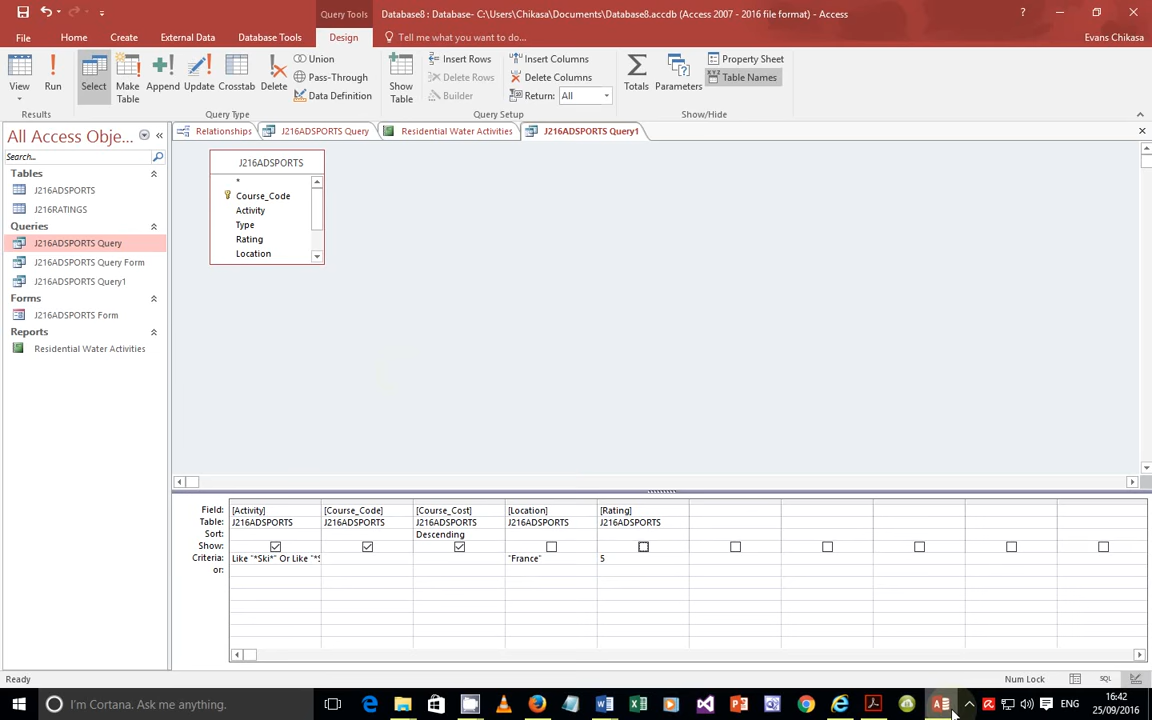 Query Tools
Database8 : Database- C:\Users\Chikasa\Documents\Database8.accdb (Access 2007 - 2016 file format) - Access
?
File Home Create External Data Database Tools Design Tell me what you want to do...
Evans Chikasa
View Run Select Make Table Append Update Crosstab Delete
Union
Pass-Through
Data Definition
Show Table
Insert Rows
Delete Rows
Builder
Insert Columns
Delete Columns
Return: All
Totals Parameters
Property Sheet
Table Names
Results Query Type Query Setup Show/Hide
All Access Obje...
Search...
Relationships J216ADSPORTS Query Residential Water Activities J216ADSPORTS Query1
Tables
J216ADSPORTS
J216RATINGS
Queries
J216ADSPORTS Query
J216ADSPORTS Query Form
J216ADSPORTS Query1
Forms
J216ADSPORTS Form
Reports
Residential Water Activities
J216ADSPORTS
*
Course_Code
Activity
Type
Rating
Location
Field: [Activity] [Course_Code] [Course_Cost] [Location] [Rating]
Table: J216ADSPORTS J216ADSPORTS J216ADSPORTS J216ADSPORTS J216ADSPORTS
Sort: Descending
Show:
Criteria: Like "*Ski*" Or Like "*S "France" 5
or:
Ready
Num Lock
SQL
I'm Cortana. Ask me anything.
ENG
16:42
25/09/2016